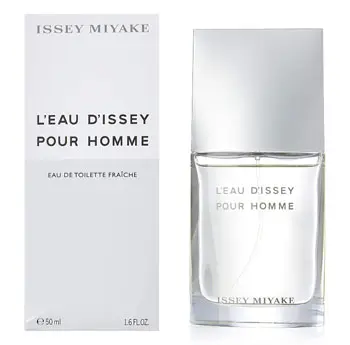 ISSEY MIYAKE
L'EAU D'ISSEY
POUR HOMME
EAU DE TOILETTE FRAÎCHE
℮ 50 ml 1.6 FL.OZ.
L'EAU D'ISSEY
POUR HOMME
ISSEY MIYAKE